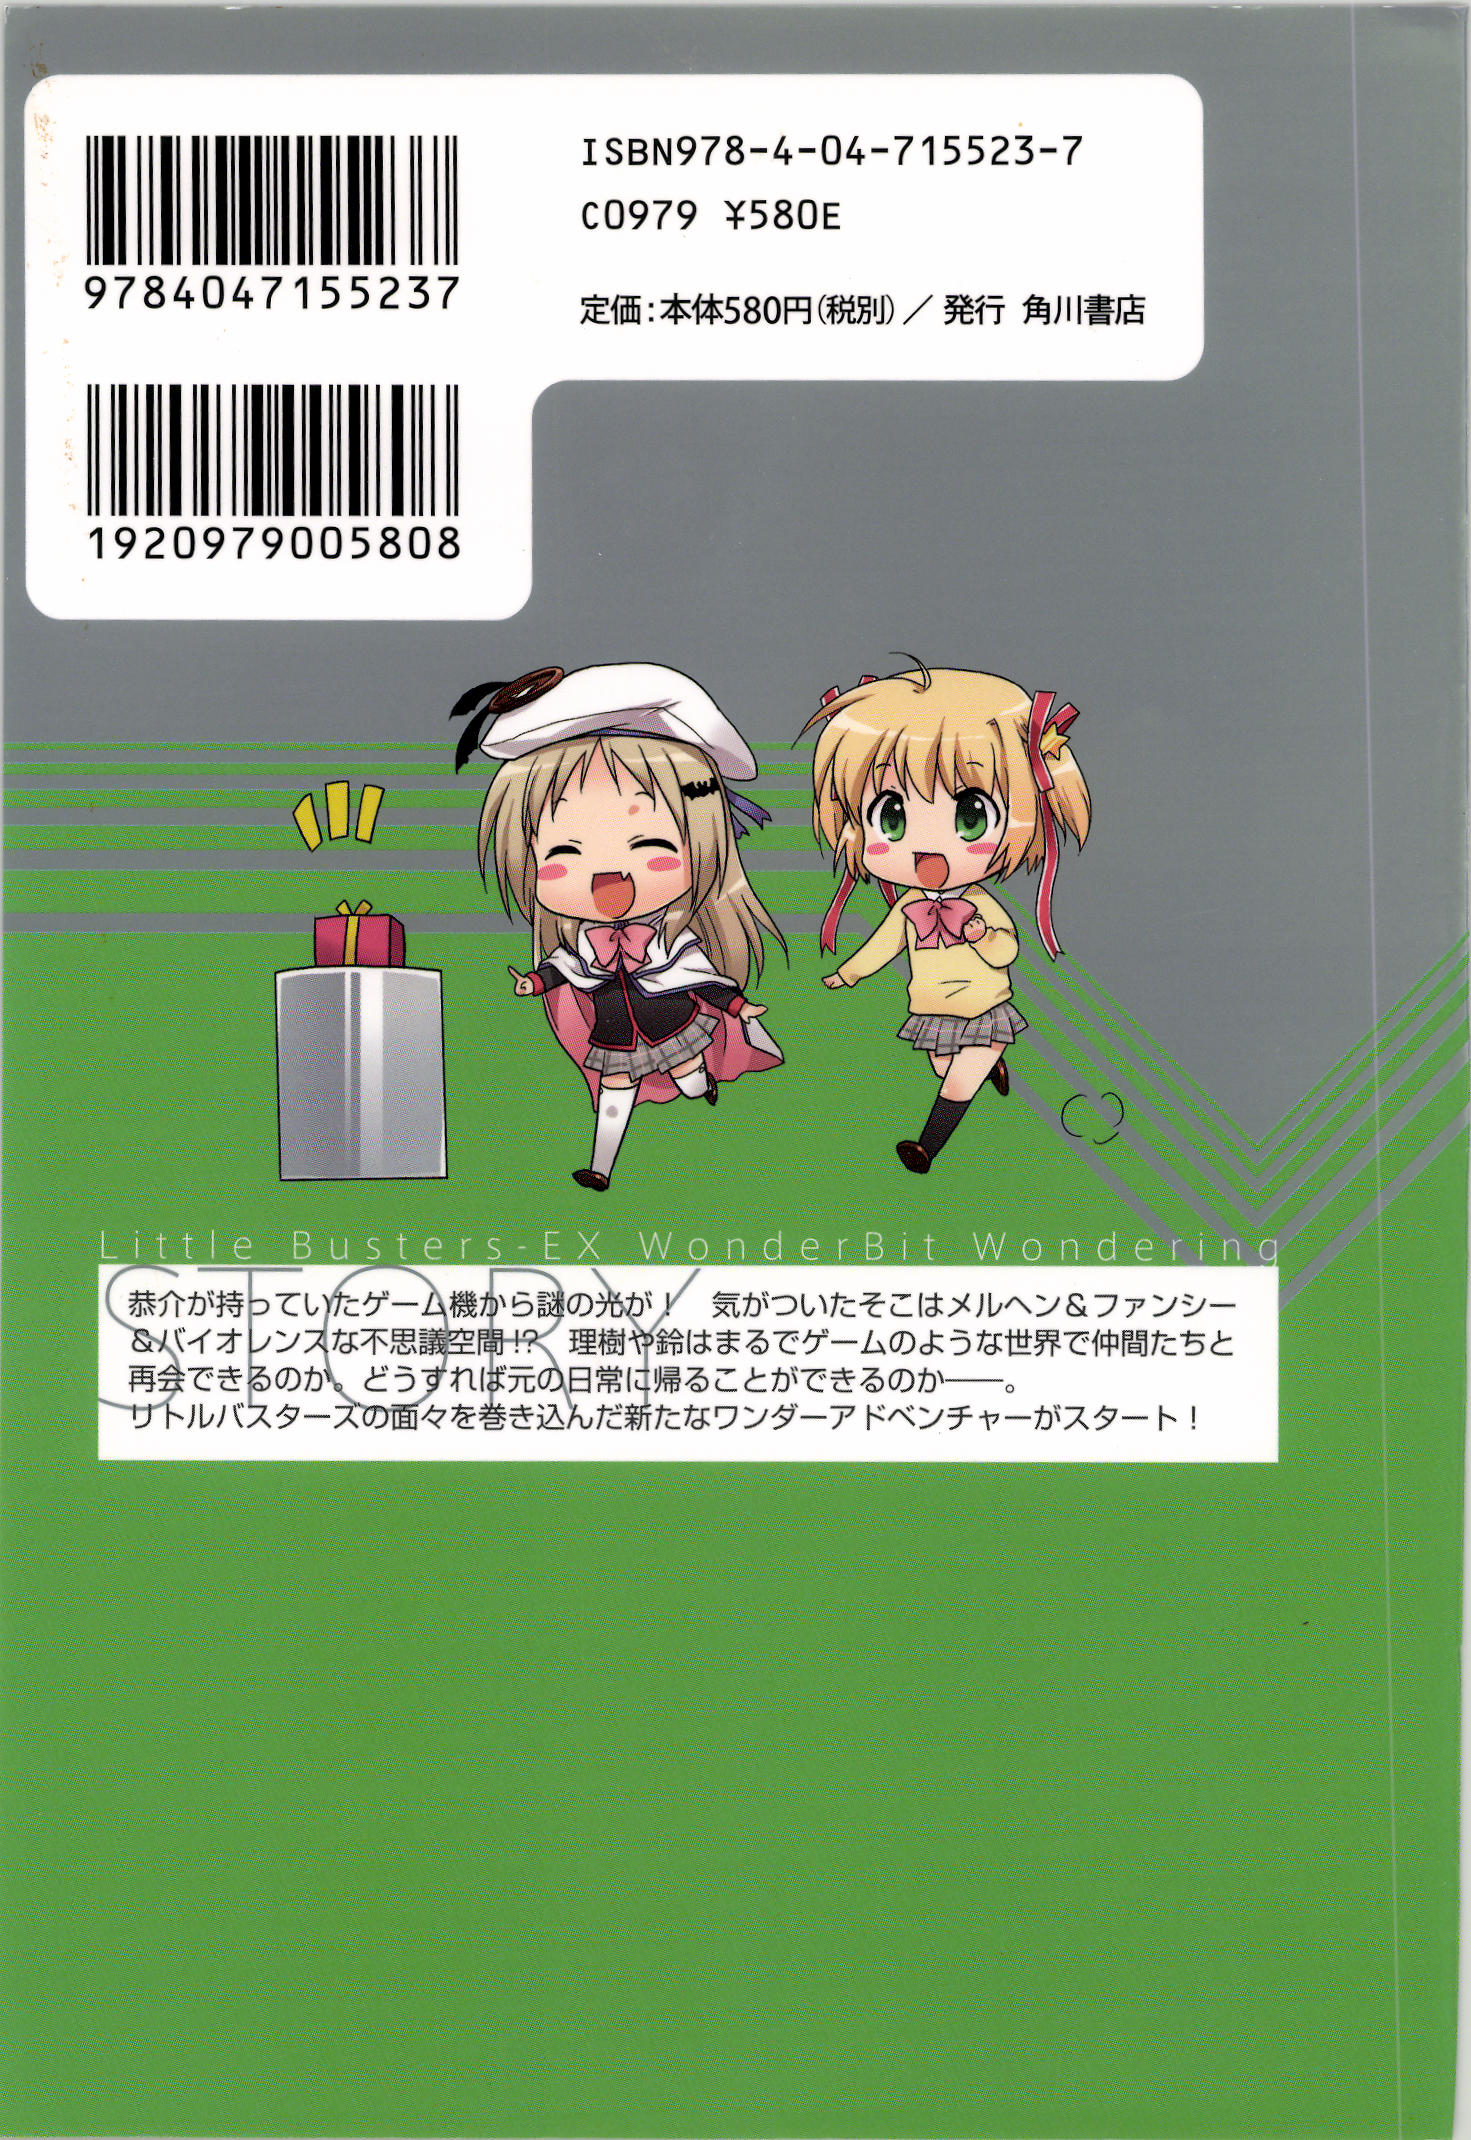 ISBN978-4-04-715523-7
C0979 ¥580E
9784047155237
定価：本体580円（税別）／発行 角川書店
1920979005808
Little Busters-EX WonderBit Wondering
STORY
恭介が持っていたゲーム機から謎の光が！　気がついたそこはメルヘン＆ファンシー
＆バイオレンスな不思議空間！？　理樹や鈴はまるでゲームのような世界で仲間たちと
再会できるのか。どうすれば元の日常に帰ることができるのか――。
リトルバスターズの面々を巻き込んだ新たなワンダーアドベンチャーがスタート！